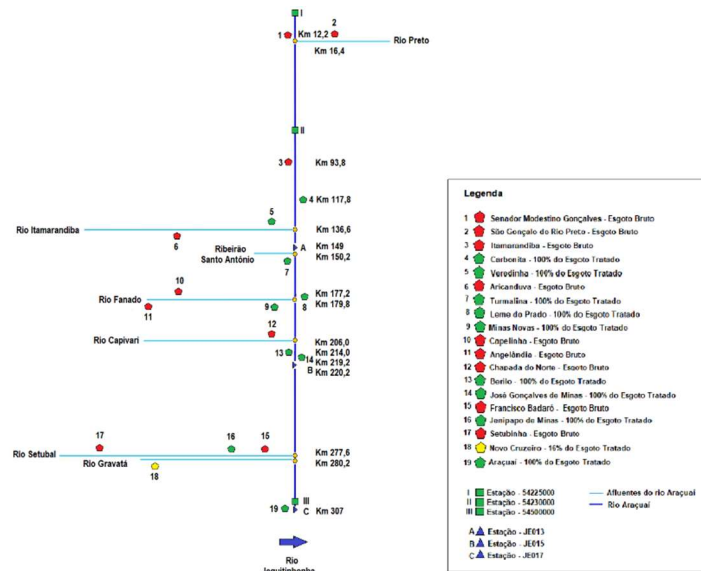 I
2
1
Km 12,2
Km 16,4
Rio Preto
II
3
Km 93,8
4 Km 117,8
5
Rio Itamarandiba
Km 136,6
6
Ribeirão
Santo Antônio
A
Km 149
Km 150,2
7
10
Rio Fanado
Km 177,2
Km 179,8
11
9
8
12
Rio Capivari
Km 206,0
13
Km 214,0
14
Km 219,2
B
Km 220,2
17
16
15
Rio Setubal
Km 277,6
Rio Gravatá
Km 280,2
18
III
19
C
Km 307
Rio
Jequitinhonha
Legenda
1 Senador Modestino Gonçalves - Esgoto Bruto
2 São Gonçalo do Rio Preto - Esgoto Bruto
3 Itamarandiba - Esgoto Bruto
4 Carbonita - 100% do Esgoto Tratado
5 Veredinha - 100% do Esgoto Tratado
6 Aricanduva - Esgoto Bruto
7 Turmalina - 100% do Esgoto Tratado
8 Leme do Prado - 100% do Esgoto Tratado
9 Minas Novas - 100% do Esgoto Tratado
10 Capelinha - Esgoto Bruto
11 Angelândia - Esgoto Bruto
12 Chapada do Norte - Esgoto Bruto
13 Berilo - 100% do Esgoto Tratado
14 José Gonçalves de Minas - 100% do Esgoto Tratado
15 Francisco Badaró - Esgoto Bruto
16 Jenipapo de Minas - 100% do Esgoto Tratado
17 Setubinha - Esgoto Bruto
18 Novo Cruzeiro - 16% do Esgoto Tratado
19 Araçuaí - 100% do Esgoto Tratado
I Estação - 54225000
II Estação - 54230000
III Estação - 54500000
Afluentes do rio Araçuaí
Rio Araçuaí
A Estação - JE013
B Estação - JE015
C Estação - JE017